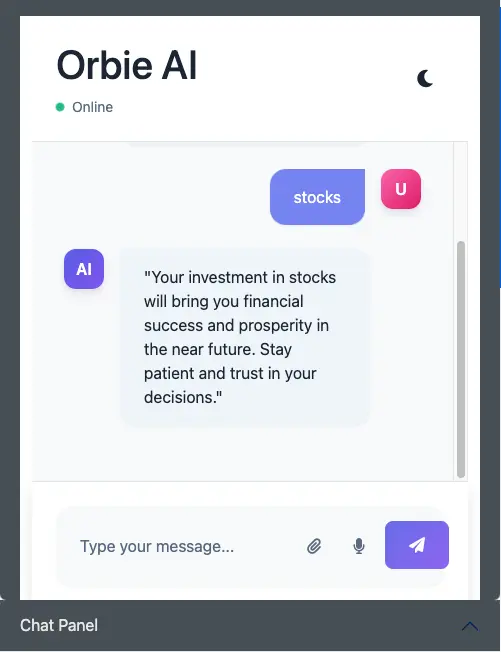 Orbie AI
Online
stocks
U
AI
"Your investment in stocks
will bring you financial
success and prosperity in
the near future. Stay
patient and trust in your
decisions."
Type your message...
Chat Panel